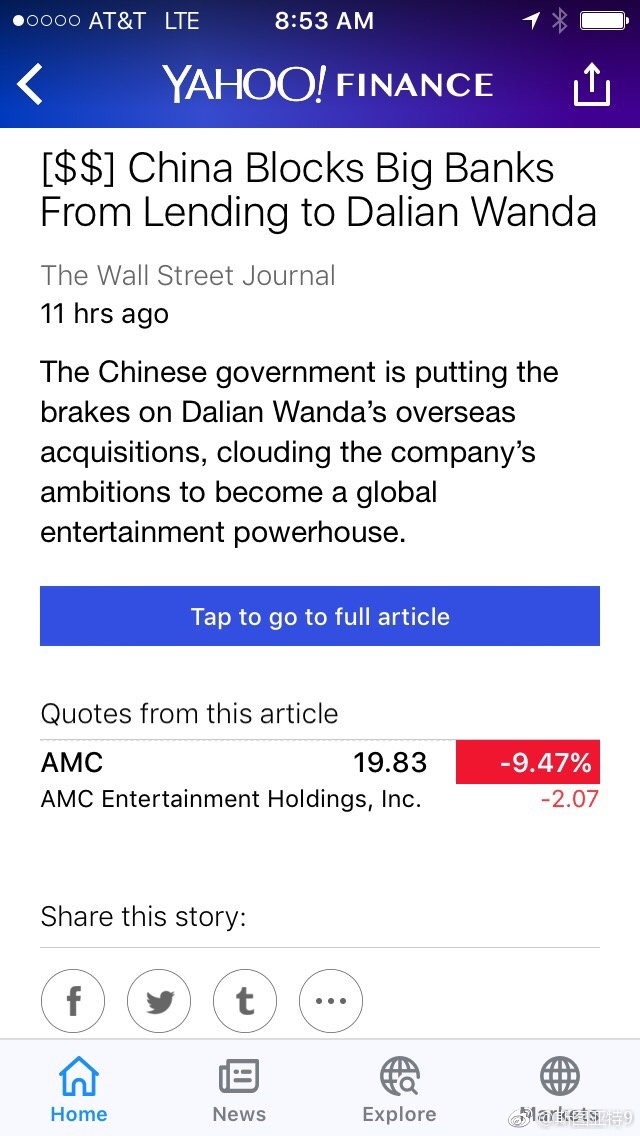 AT&T LTE 8:53 AM
YAHOO! FINANCE
[$$] China Blocks Big Banks
From Lending to Dalian Wanda
The Wall Street Journal
11 hrs ago
The Chinese government is putting the
brakes on Dalian Wanda’s overseas
acquisitions, clouding the company’s
ambitions to become a global
entertainment powerhouse.
Tap to go to full article
Quotes from this article
AMC 19.83 -9.47%
AMC Entertainment Holdings, Inc. -2.07
Share this story:
Home News Explore Markets